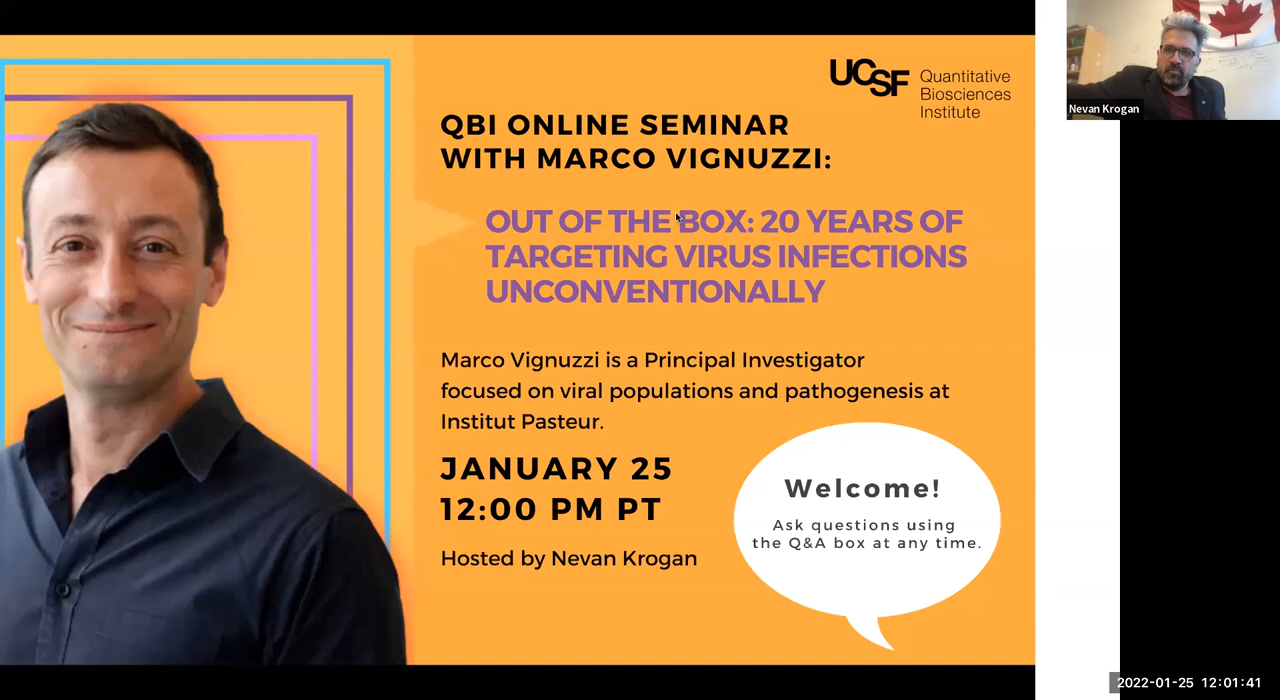 UCSF
Quantitative
Biosciences
Institute
QBI ONLINE SEMINAR
WITH MARCO VIGNUZZI:
OUT OF THE BOX: 20 YEARS OF
TARGETING VIRUS INFECTIONS
UNCONVENTIONALLY
Marco Vignuzzi is a Principal Investigator
focused on viral populations and pathogenesis at
Institut Pasteur.
JANUARY 25
12:00 PM PT
Hosted by Nevan Krogan
Welcome!
Ask questions using
the Q&A box at any time.
Nevan Krogan
2022-01-25 12:01:41